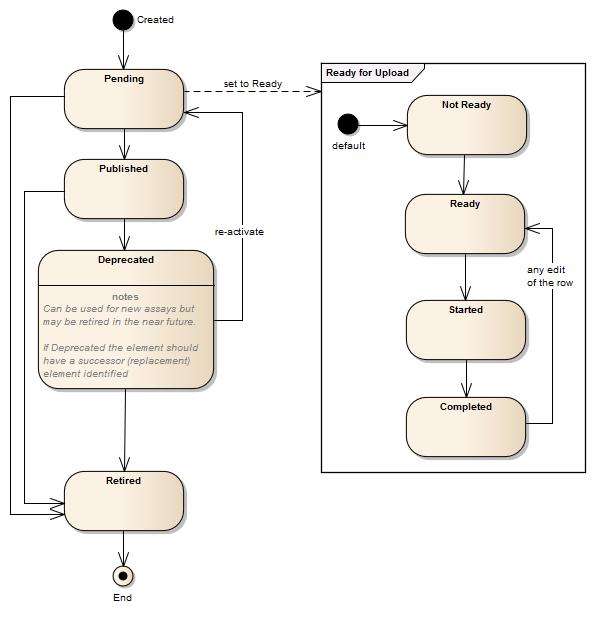 Created
Pending
set to Ready
Ready for Upload
Not Ready
default
Published
Ready
re-activate
Deprecated
notes
Can be used for new assays but
may be retired in the near future.
If Deprecated the element should
have a successor (replacement)
element identified
any edit
of the row
Started
Completed
Retired
End